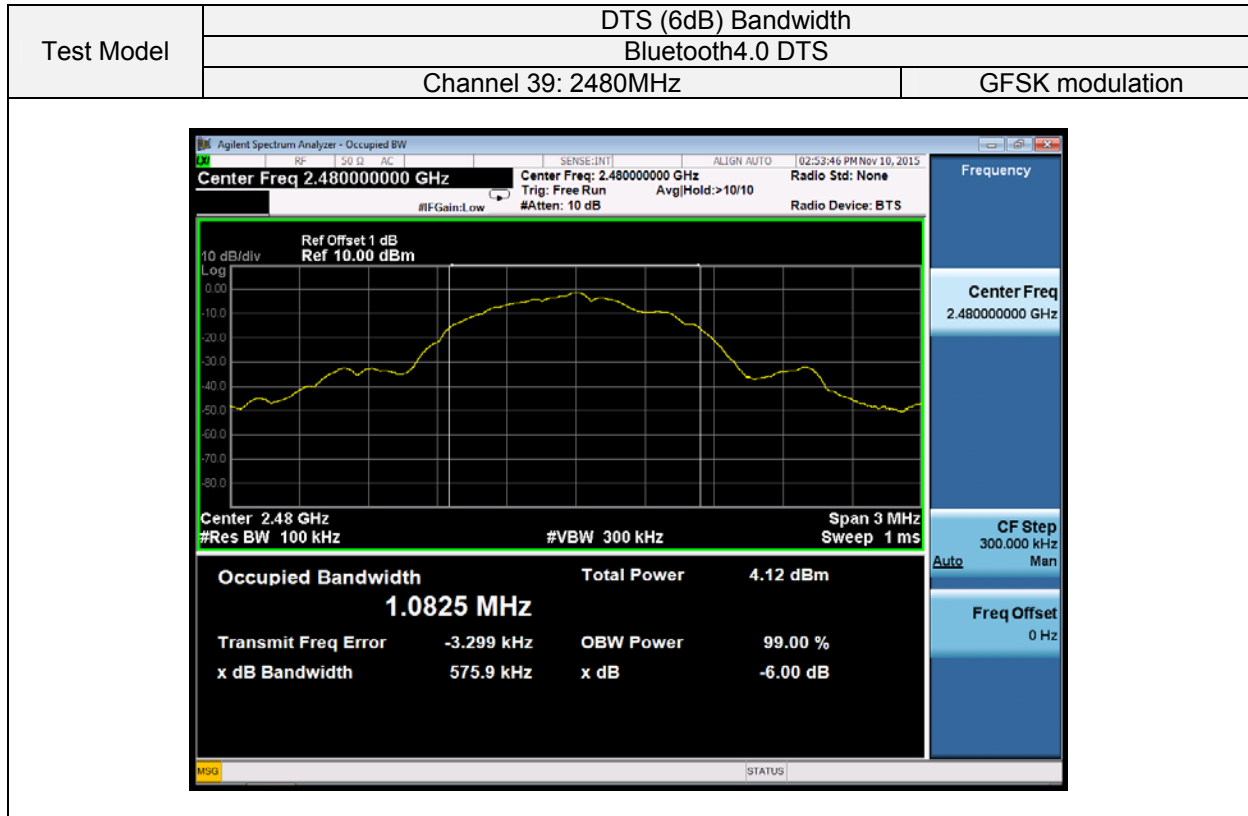 Test Model
DTS (6dB) Bandwidth
Bluetooth4.0 DTS
Channel 39: 2480MHz GFSK modulation
Agilent Spectrum Analyzer - Occupied BW
RF 50 Ω AC SENSE:INT ALIGN AUTO 02:53:46 PM Nov 10, 2015
Center Freq 2.480000000 GHz
Center Freq: 2.480000000 GHz Radio Std: None
Trig: Free Run Avg|Hold:>10/10
#IFGain:Low #Atten: 10 dB Radio Device: BTS
Ref Offset 1 dB
10 dB/div Ref 10.00 dBm
Log
0.00
-10.0
-20.0
-30.0
-40.0
-50.0
-60.0
-70.0
-80.0
Center 2.48 GHz Span 3 MHz
#Res BW 100 kHz #VBW 300 kHz Sweep 1 ms
Occupied Bandwidth Total Power 4.12 dBm
1.0825 MHz
Transmit Freq Error -3.299 kHz OBW Power 99.00 %
x dB Bandwidth 575.9 kHz x dB -6.00 dB
Frequency
Center Freq
2.480000000 GHz
CF Step
300.000 kHz
Auto Man
Freq Offset
0 Hz
MSG STATUS